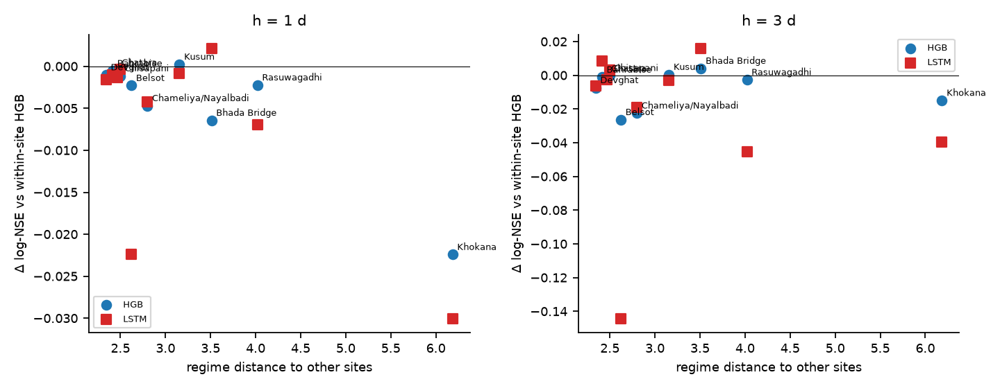 h = 1 d
0.000
−0.005
−0.010
−0.015
−0.020
−0.025
−0.030
Δ log-NSE vs within-site HGB
Kusum
Devghat
Belsot
Rasuwagadhi
Chameliya/Nayalbadi
Bhada Bridge
Khokana
HGB
LSTM
2.5 3.0 3.5 4.0 4.5 5.0 5.5 6.0
regime distance to other sites
h = 3 d
0.02
0.00
−0.02
−0.04
−0.06
−0.08
−0.10
−0.12
−0.14
Δ log-NSE vs within-site HGB
HGB
LSTM
Bhada Bridge
Kusum
Rasuwagadhi
Devghat
Khokana
Chameliya/Nayalbadi
Belsot
2.5 3.0 3.5 4.0 4.5 5.0 5.5 6.0
regime distance to other sites